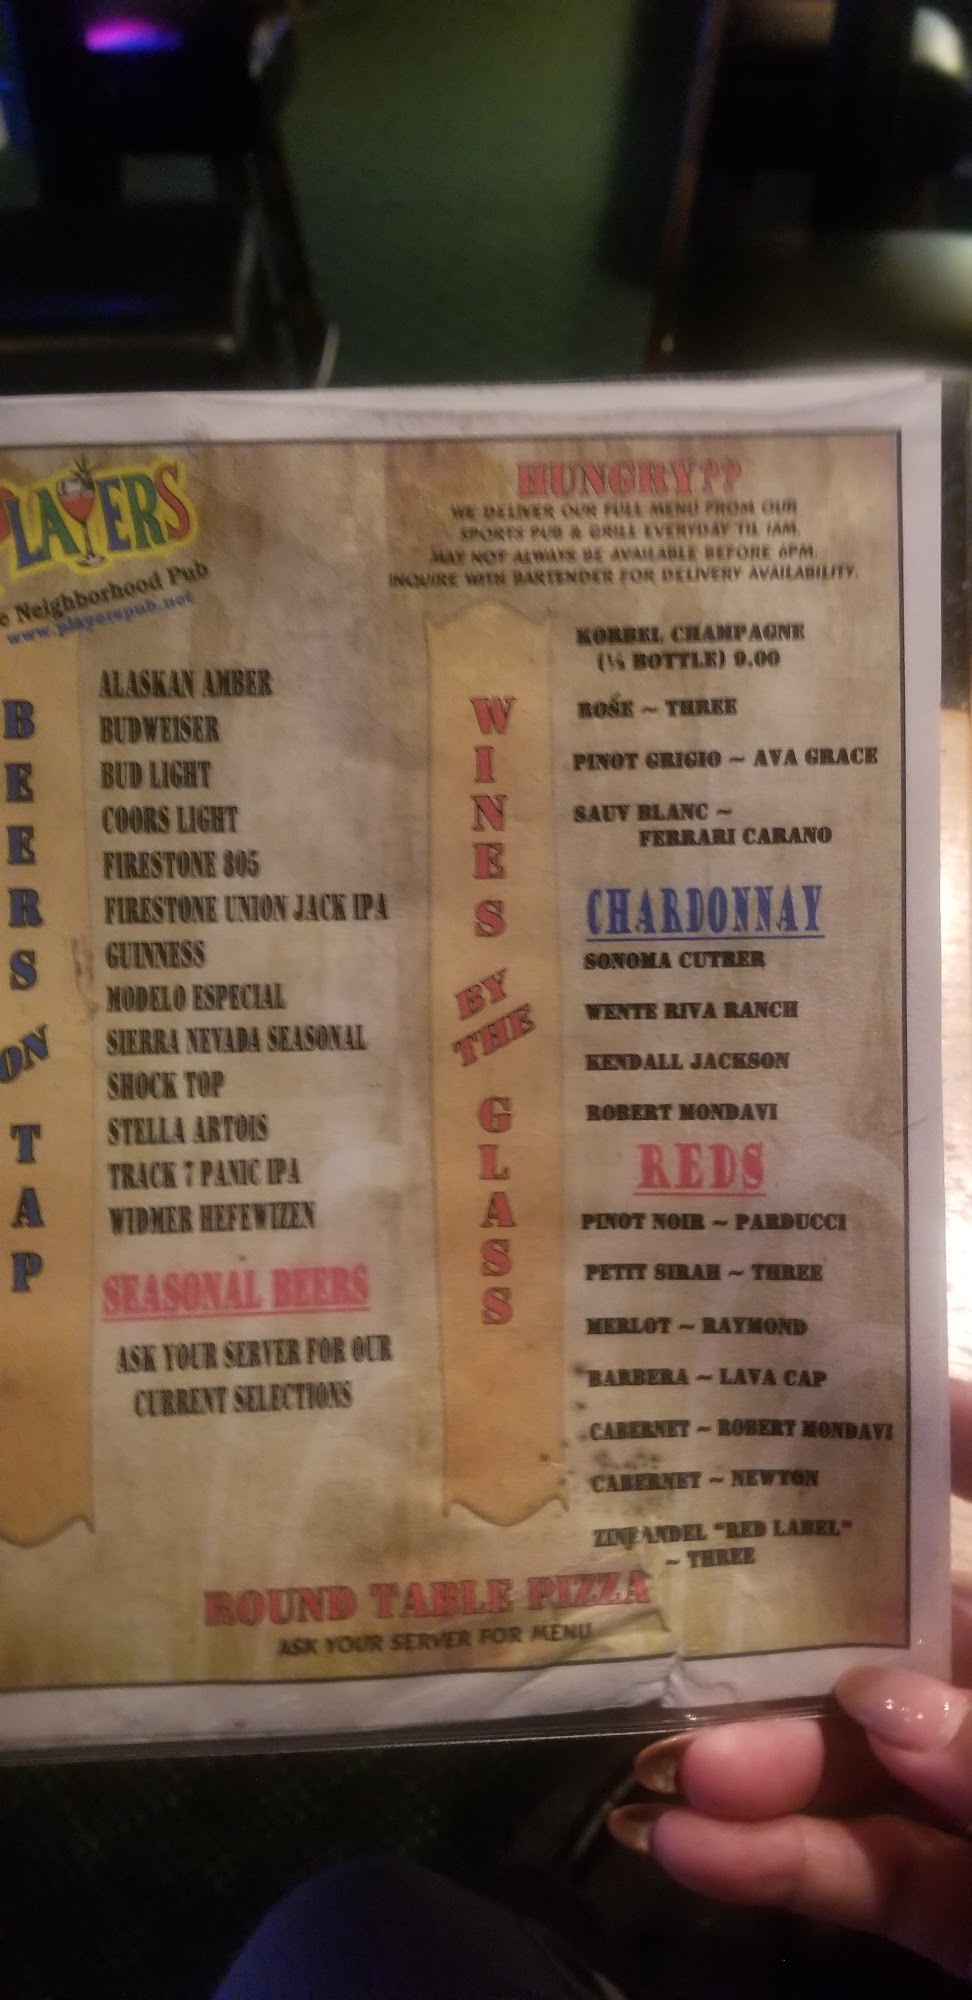 PLAYERS
Neighborhood Pub
www.playerspub.net
BEERS ON TAP
ALASKAN AMBER
BUDWEISER
BUD LIGHT
COORS LIGHT
FIRESTONE 805
FIRESTONE UNION JACK IPA
GUINNESS
MODELO ESPECIAL
SIERRA NEVADA SEASONAL
SHOCK TOP
STELLA ARTOIS
TRACK 7 PANIC IPA
WIDMER HEFEWIZEN
SEASONAL BEERS
ASK YOUR SERVER FOR OUR
CURRENT SELECTIONS
HUNGRY??
WE DELIVER OUR FULL MENU FROM OUR
SPORTS PUB & GRILL EVERYDAY TIL 1AM.
MAY NOT ALWAYS BE AVAILABLE BEFORE 6PM.
INQUIRE WITH BARTENDER FOR DELIVERY AVAILABILITY.
WINES BY THE GLASS
KORBEL CHAMPAGNE
BOTTLE) 9.00
ROSÉ ~ THREE
PINOT GRIGIO ~ AVA GRACE
SAUV BLANC ~
FERRARI CARANO
CHARDONNAY
SONOMA CUTRER
WENTE RIVA RANCH
KENDALL JACKSON
ROBERT MONDAVI
REDS
PINOT NOIR ~ PARDUCCI
PETIT SIRAH ~ THREE
MERLOT ~ RAYMOND
BARBERA ~ LAVA CAP
CABERNET ~ ROBERT MONDAVI
CABERNET ~ NEWTON
ZINFANDEL "RED LABEL"
~ THREE
ROUND TABLE PIZZA
ASK YOUR SERVER FOR MENU